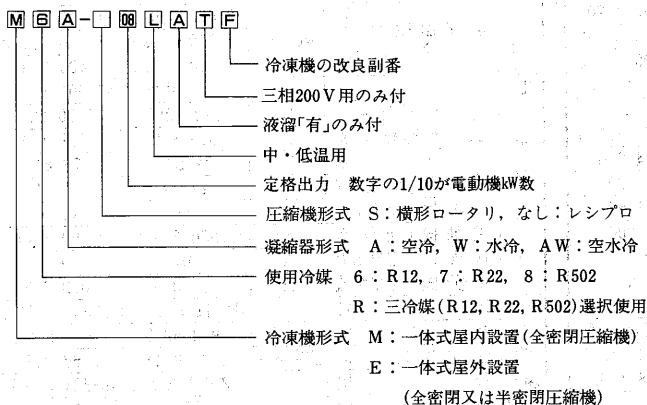 M 6 A - □ 08 L A T F
冷凍機の改良副番
三相200V用のみ付
液溜「有」のみ付
中・低温用
定格出力 数字の1/10が電動機kW数
圧縮機形式 S：横形ロータリ，なし：レシプロ
凝縮器形式 A：空冷，W：水冷，AW：空水冷
使用冷媒 6：R12，7：R22，8：R502
R：三冷媒(R12, R22, R502)選択使用
冷凍機形式 M：一体式屋内設置(全密閉圧縮機)
E：一体式屋外設置
(全密閉又は半密閉圧縮機)